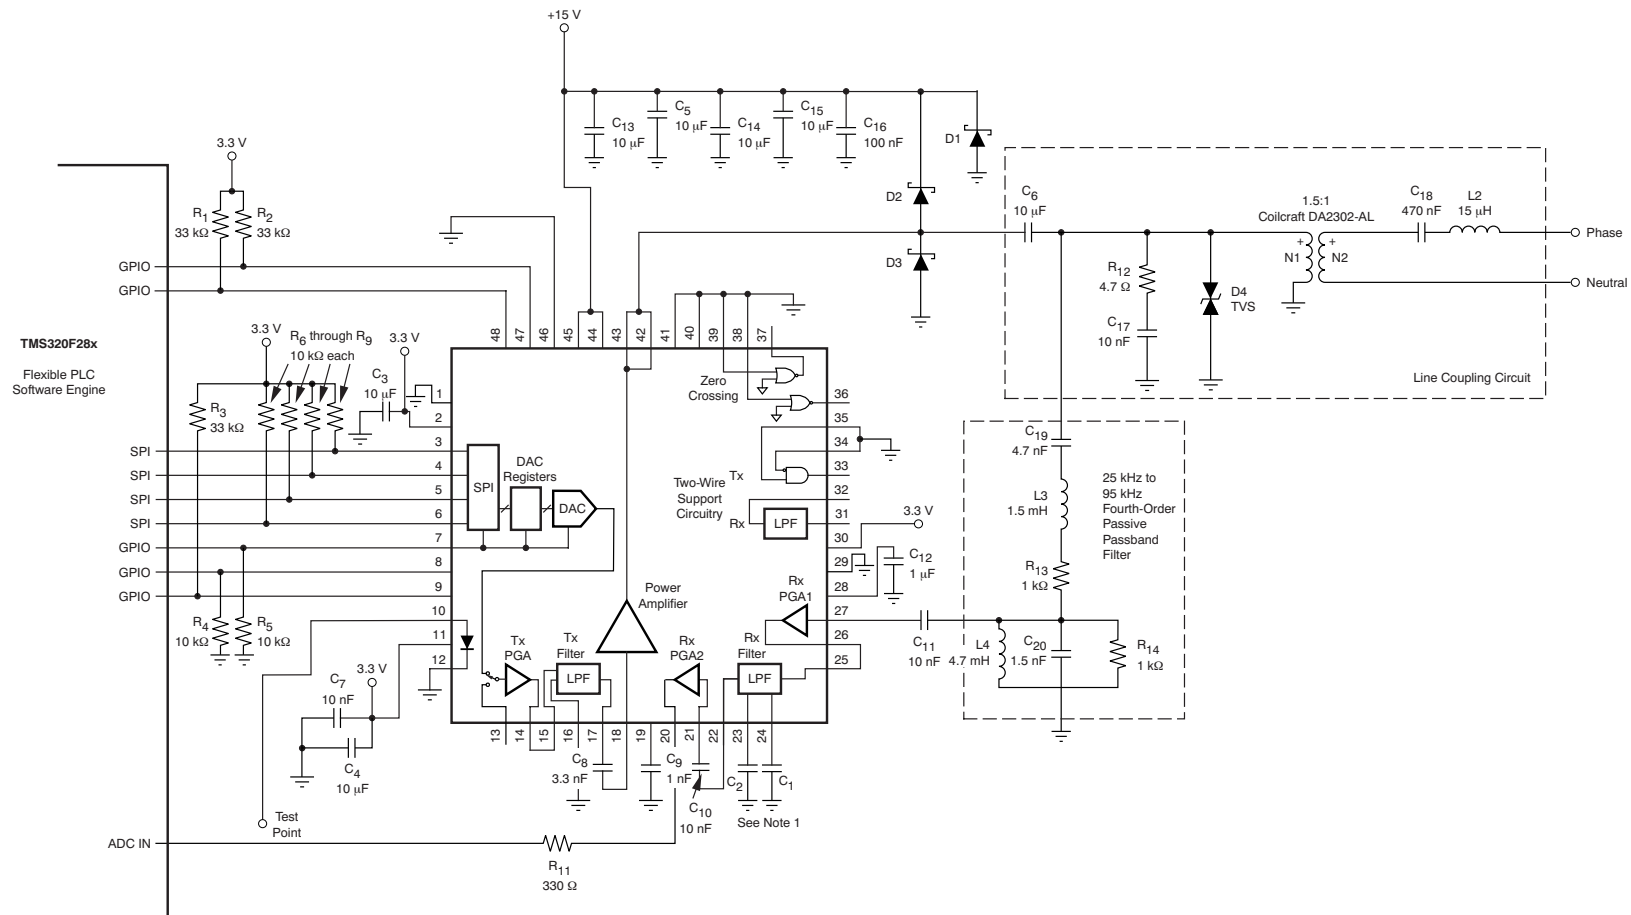 +15 V
C13
10 µF
C5
10 µF
C14
10 µF
C15
10 µF
C16
100 nF
D1
D2
D3
3.3 V
R1
33 kΩ
R2
33 kΩ
GPIO
GPIO
TMS320F28x
Flexible PLC
Software Engine
3.3 V
R6 through R9
10 kΩ each
3.3 V
C3
10 µF
R3
33 kΩ
SPI
SPI
SPI
SPI
GPIO
GPIO
GPIO
R4
10 kΩ
R5
10 kΩ
C7
10 nF
3.3 V
C4
10 µF
Test
Point
ADC IN
R11
330 Ω
48
47
46
45
44
43
42
41
40
39
38
37
1
2
3
4
5
6
7
8
9
10
11
12
SPI
DAC
Registers
DAC
Power
Amplifier
Tx
PGA
Tx
Filter
LPF
Rx
PGA2
Rx
Filter
LPF
Rx
PGA1
Zero
Crossing
Two-Wire
Support
Circuitry
Tx
Rx
LPF
36
35
34
33
32
31
30
29
28
27
26
25
13
14
15
16
17
18
19
20
21
22
23
24
C8
3.3 nF
C9
1 nF
C10
10 nF
C2
C1
See Note 1
3.3 V
C12
1 µF
C11
10 nF
C6
10 µF
R12
4.7 Ω
C17
10 nF
D4
TVS
1.5:1
Coilcraft DA2302-AL
+
N1
+
N2
C18
470 nF
L2
15 µH
Phase
Neutral
Line Coupling Circuit
C19
4.7 nF
L3
1.5 mH
R13
1 kΩ
25 kHz to
95 kHz
Fourth-Order
Passive
Passband
Filter
L4
4.7 mH
C20
1.5 nF
R14
1 kΩ